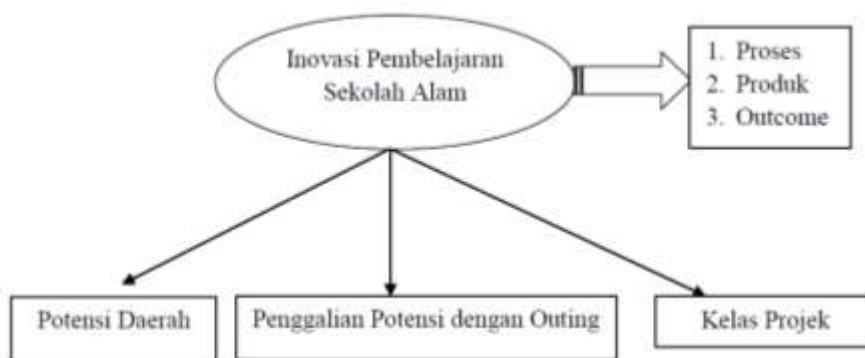 Inovasi Pembelajaran
Sekolah Alam
1. Proses
2. Produk
3. Outcome
Potensi Daerah
Penggalian Potensi dengan Outing
Kelas Projek